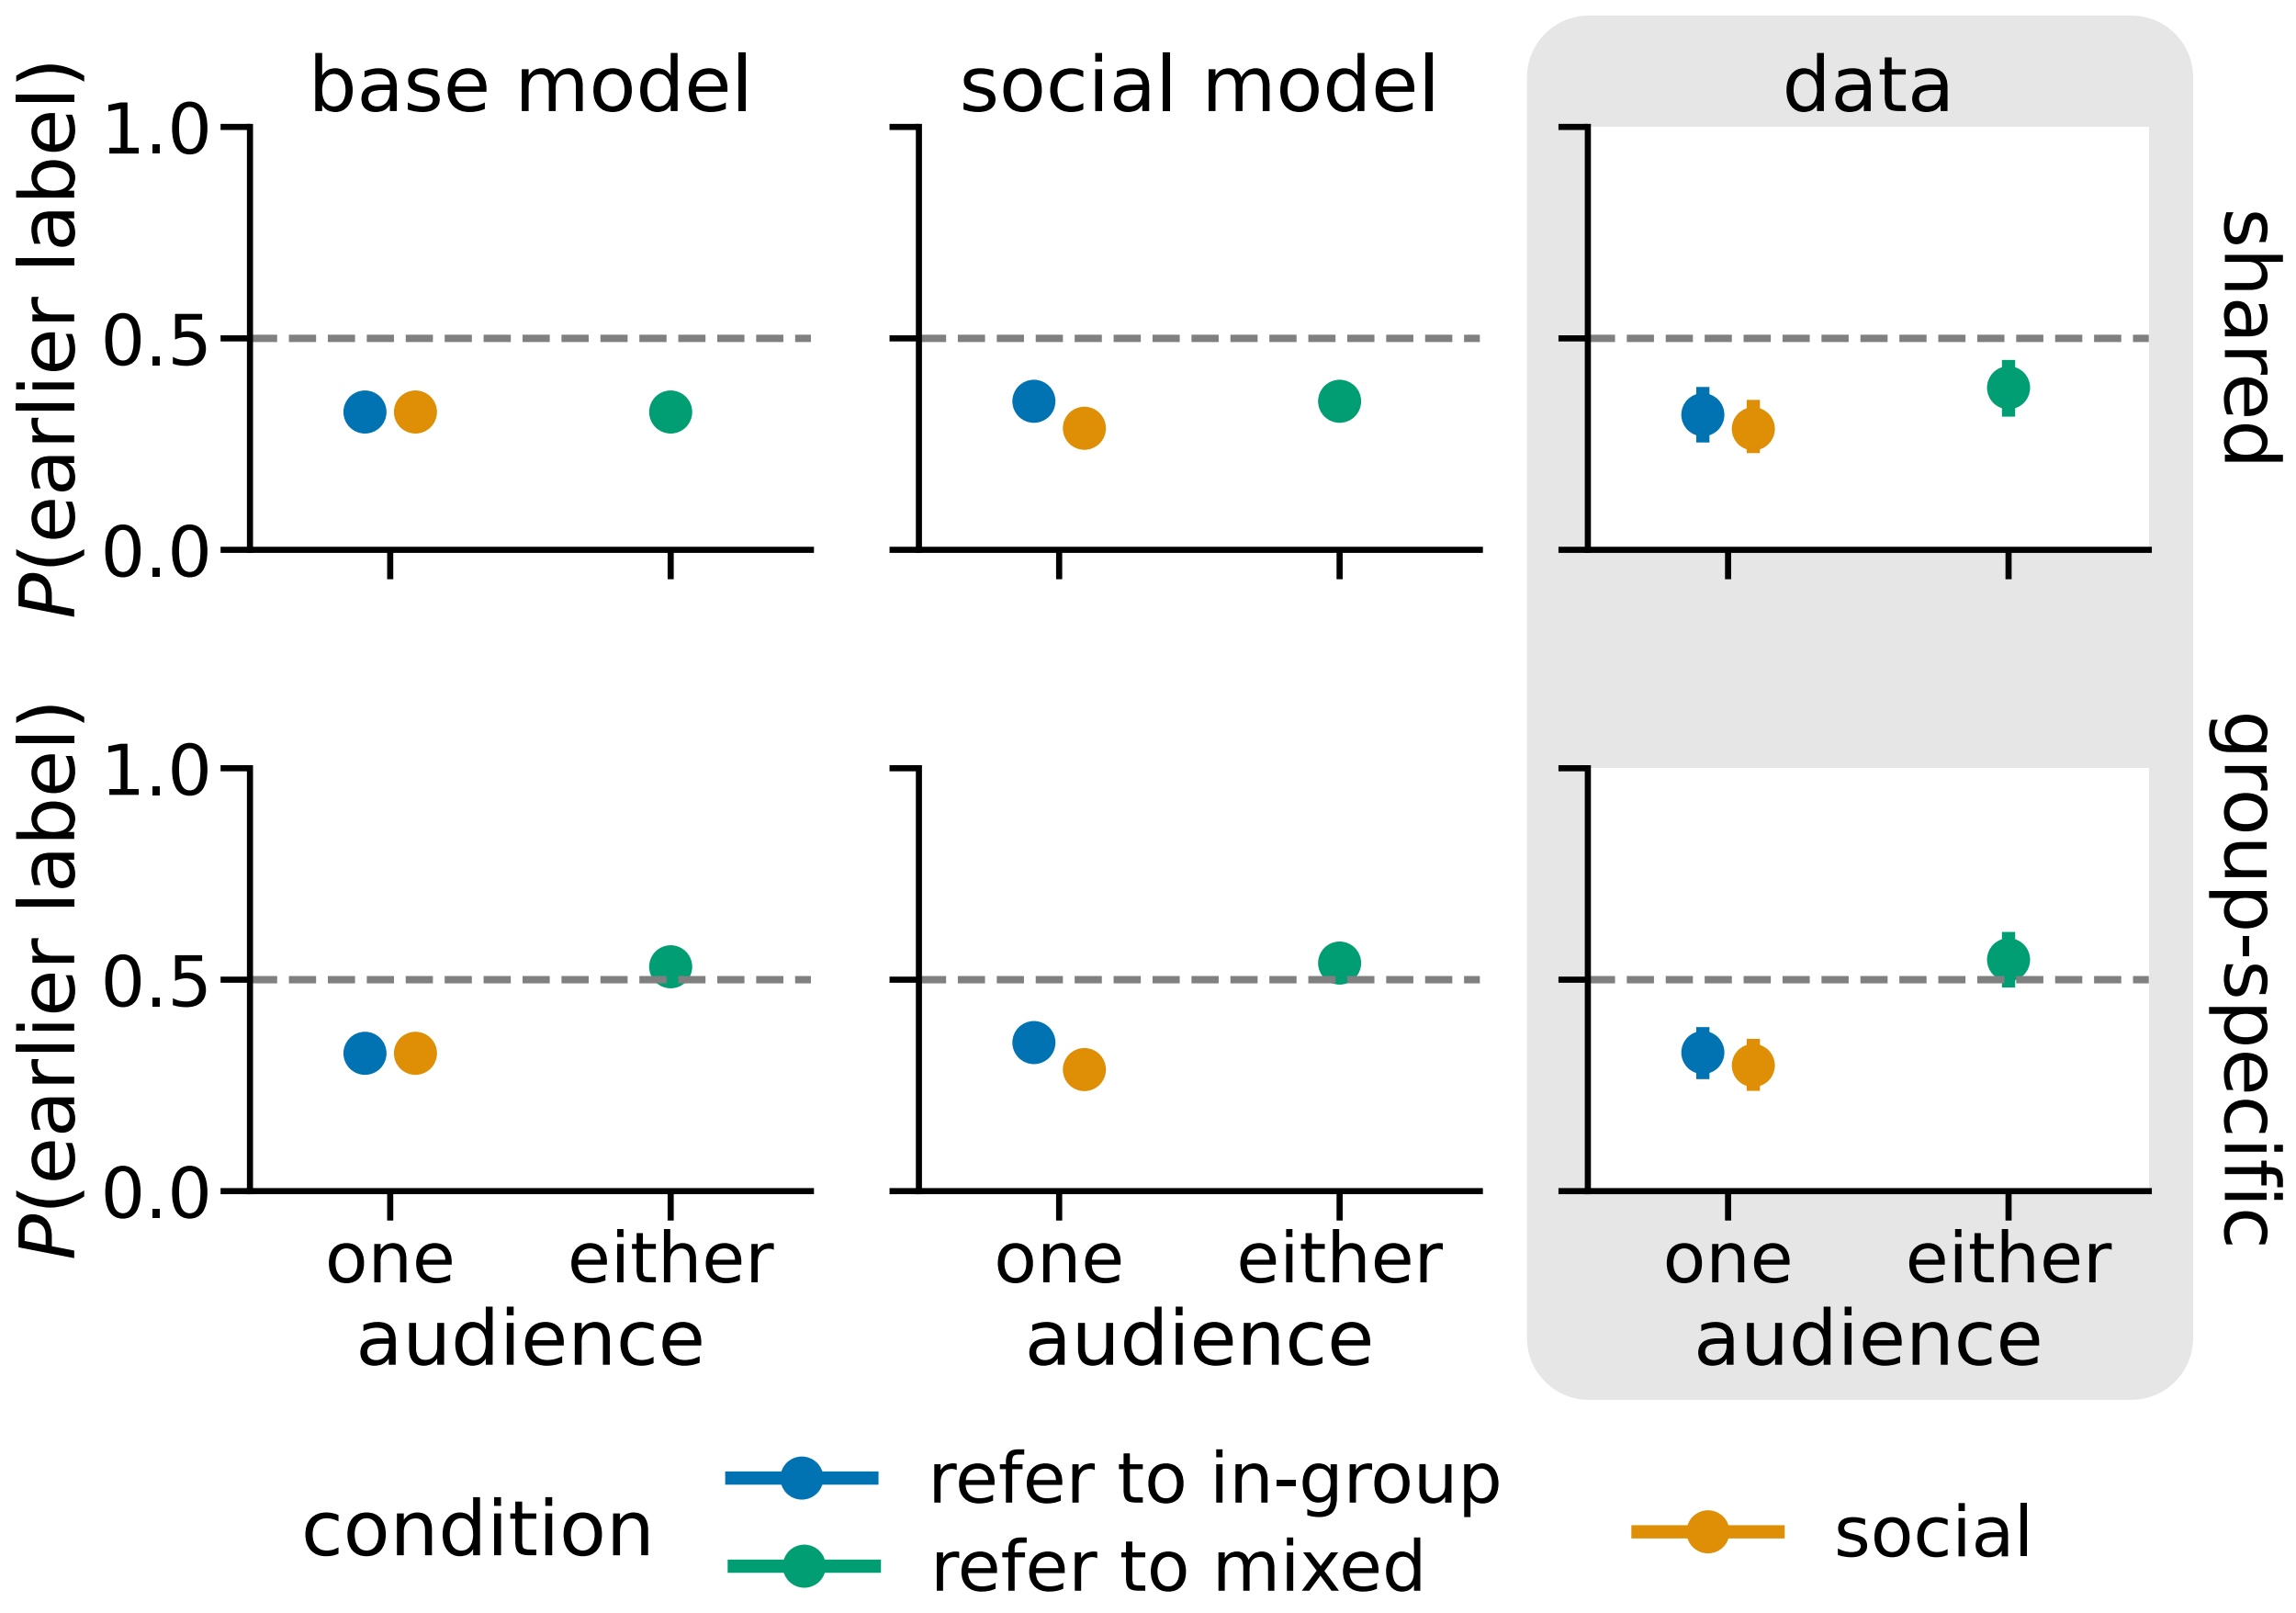 base model
social model
data
P(earlier label)
1.0
0.5
0.0
shared
P(earlier label)
1.0
0.5
0.0
group-specific
one either
audience
one either
audience
one either
audience
condition
refer to in-group
refer to mixed
social